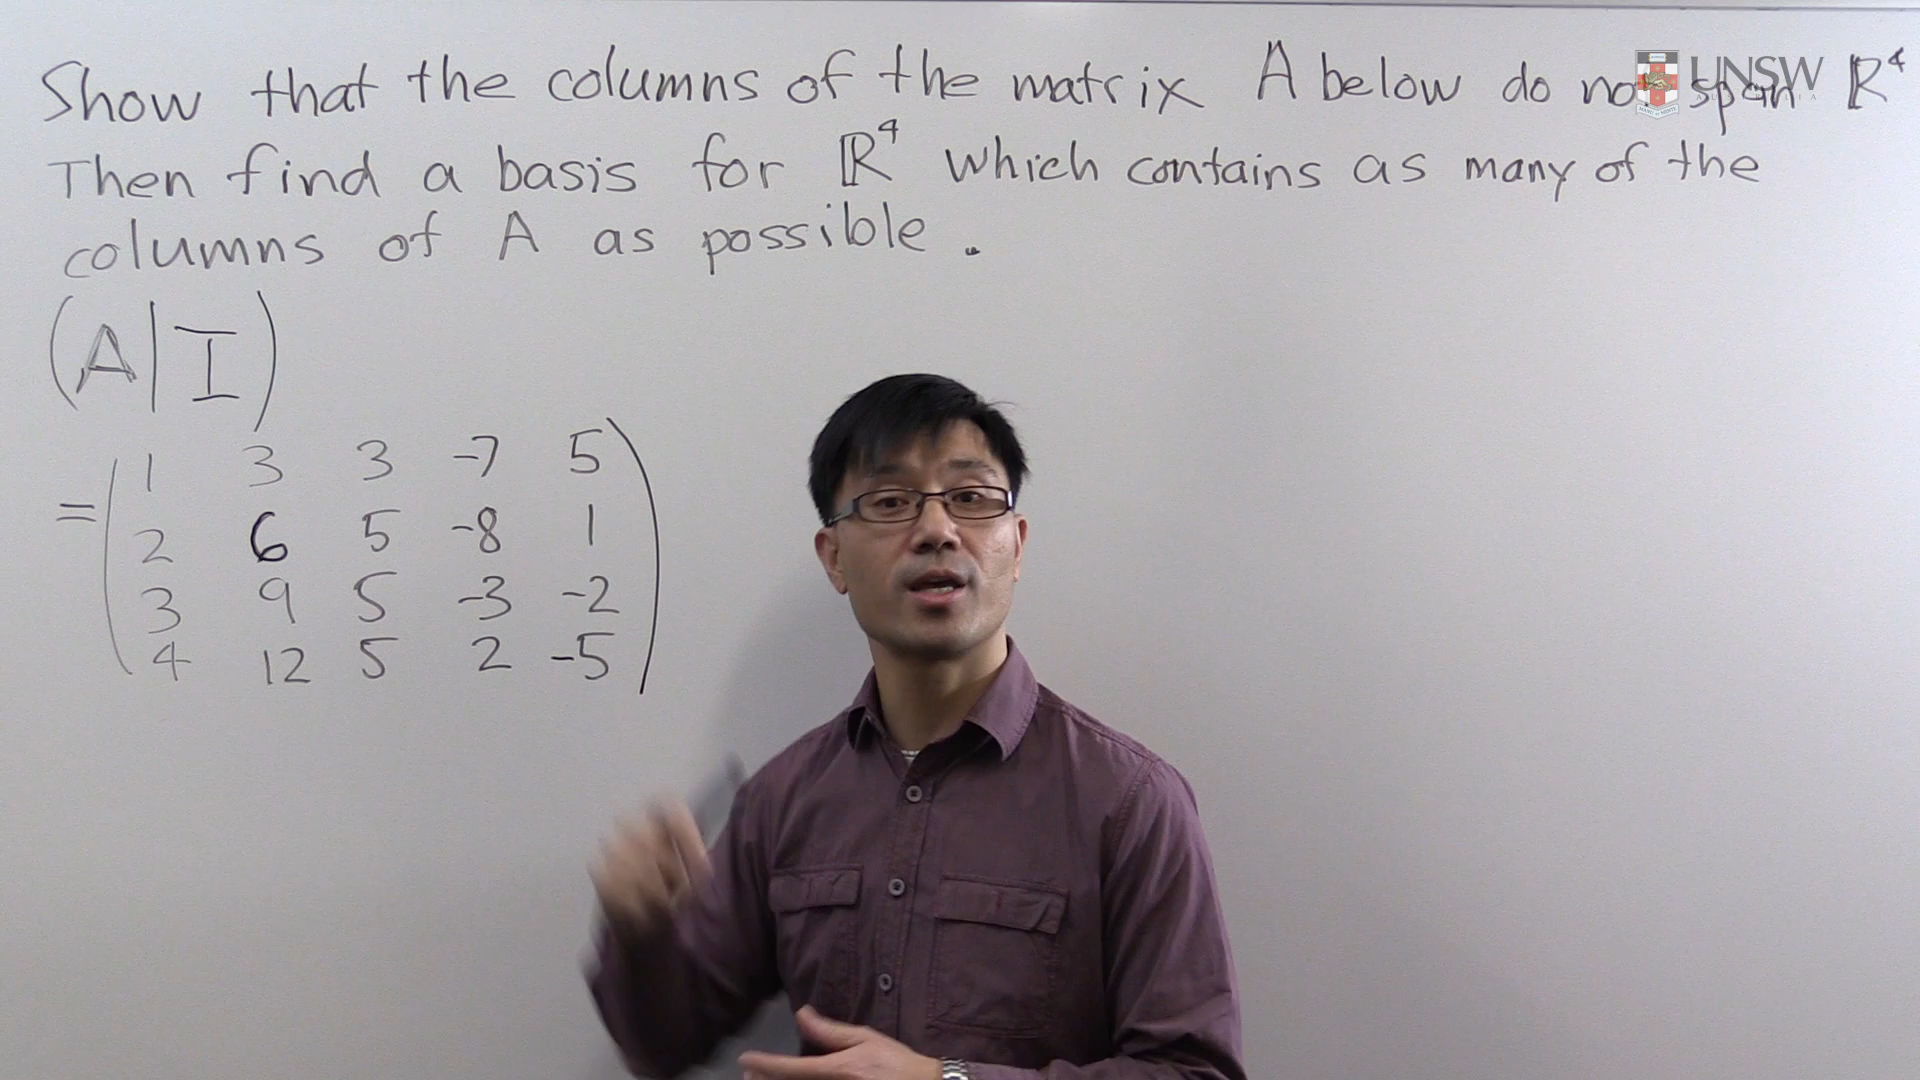 Show that the columns of the matrix A below do not span ℝ⁴
Then find a basis for ℝ⁴ which contains as many of the
columns of A as possible.
(A|I)
= ( 1 3 3 -7 5
2 6 5 -8 1
3 9 5 -3 -2
4 12 5 2 -5 )
UNSW
AUSTRALIA